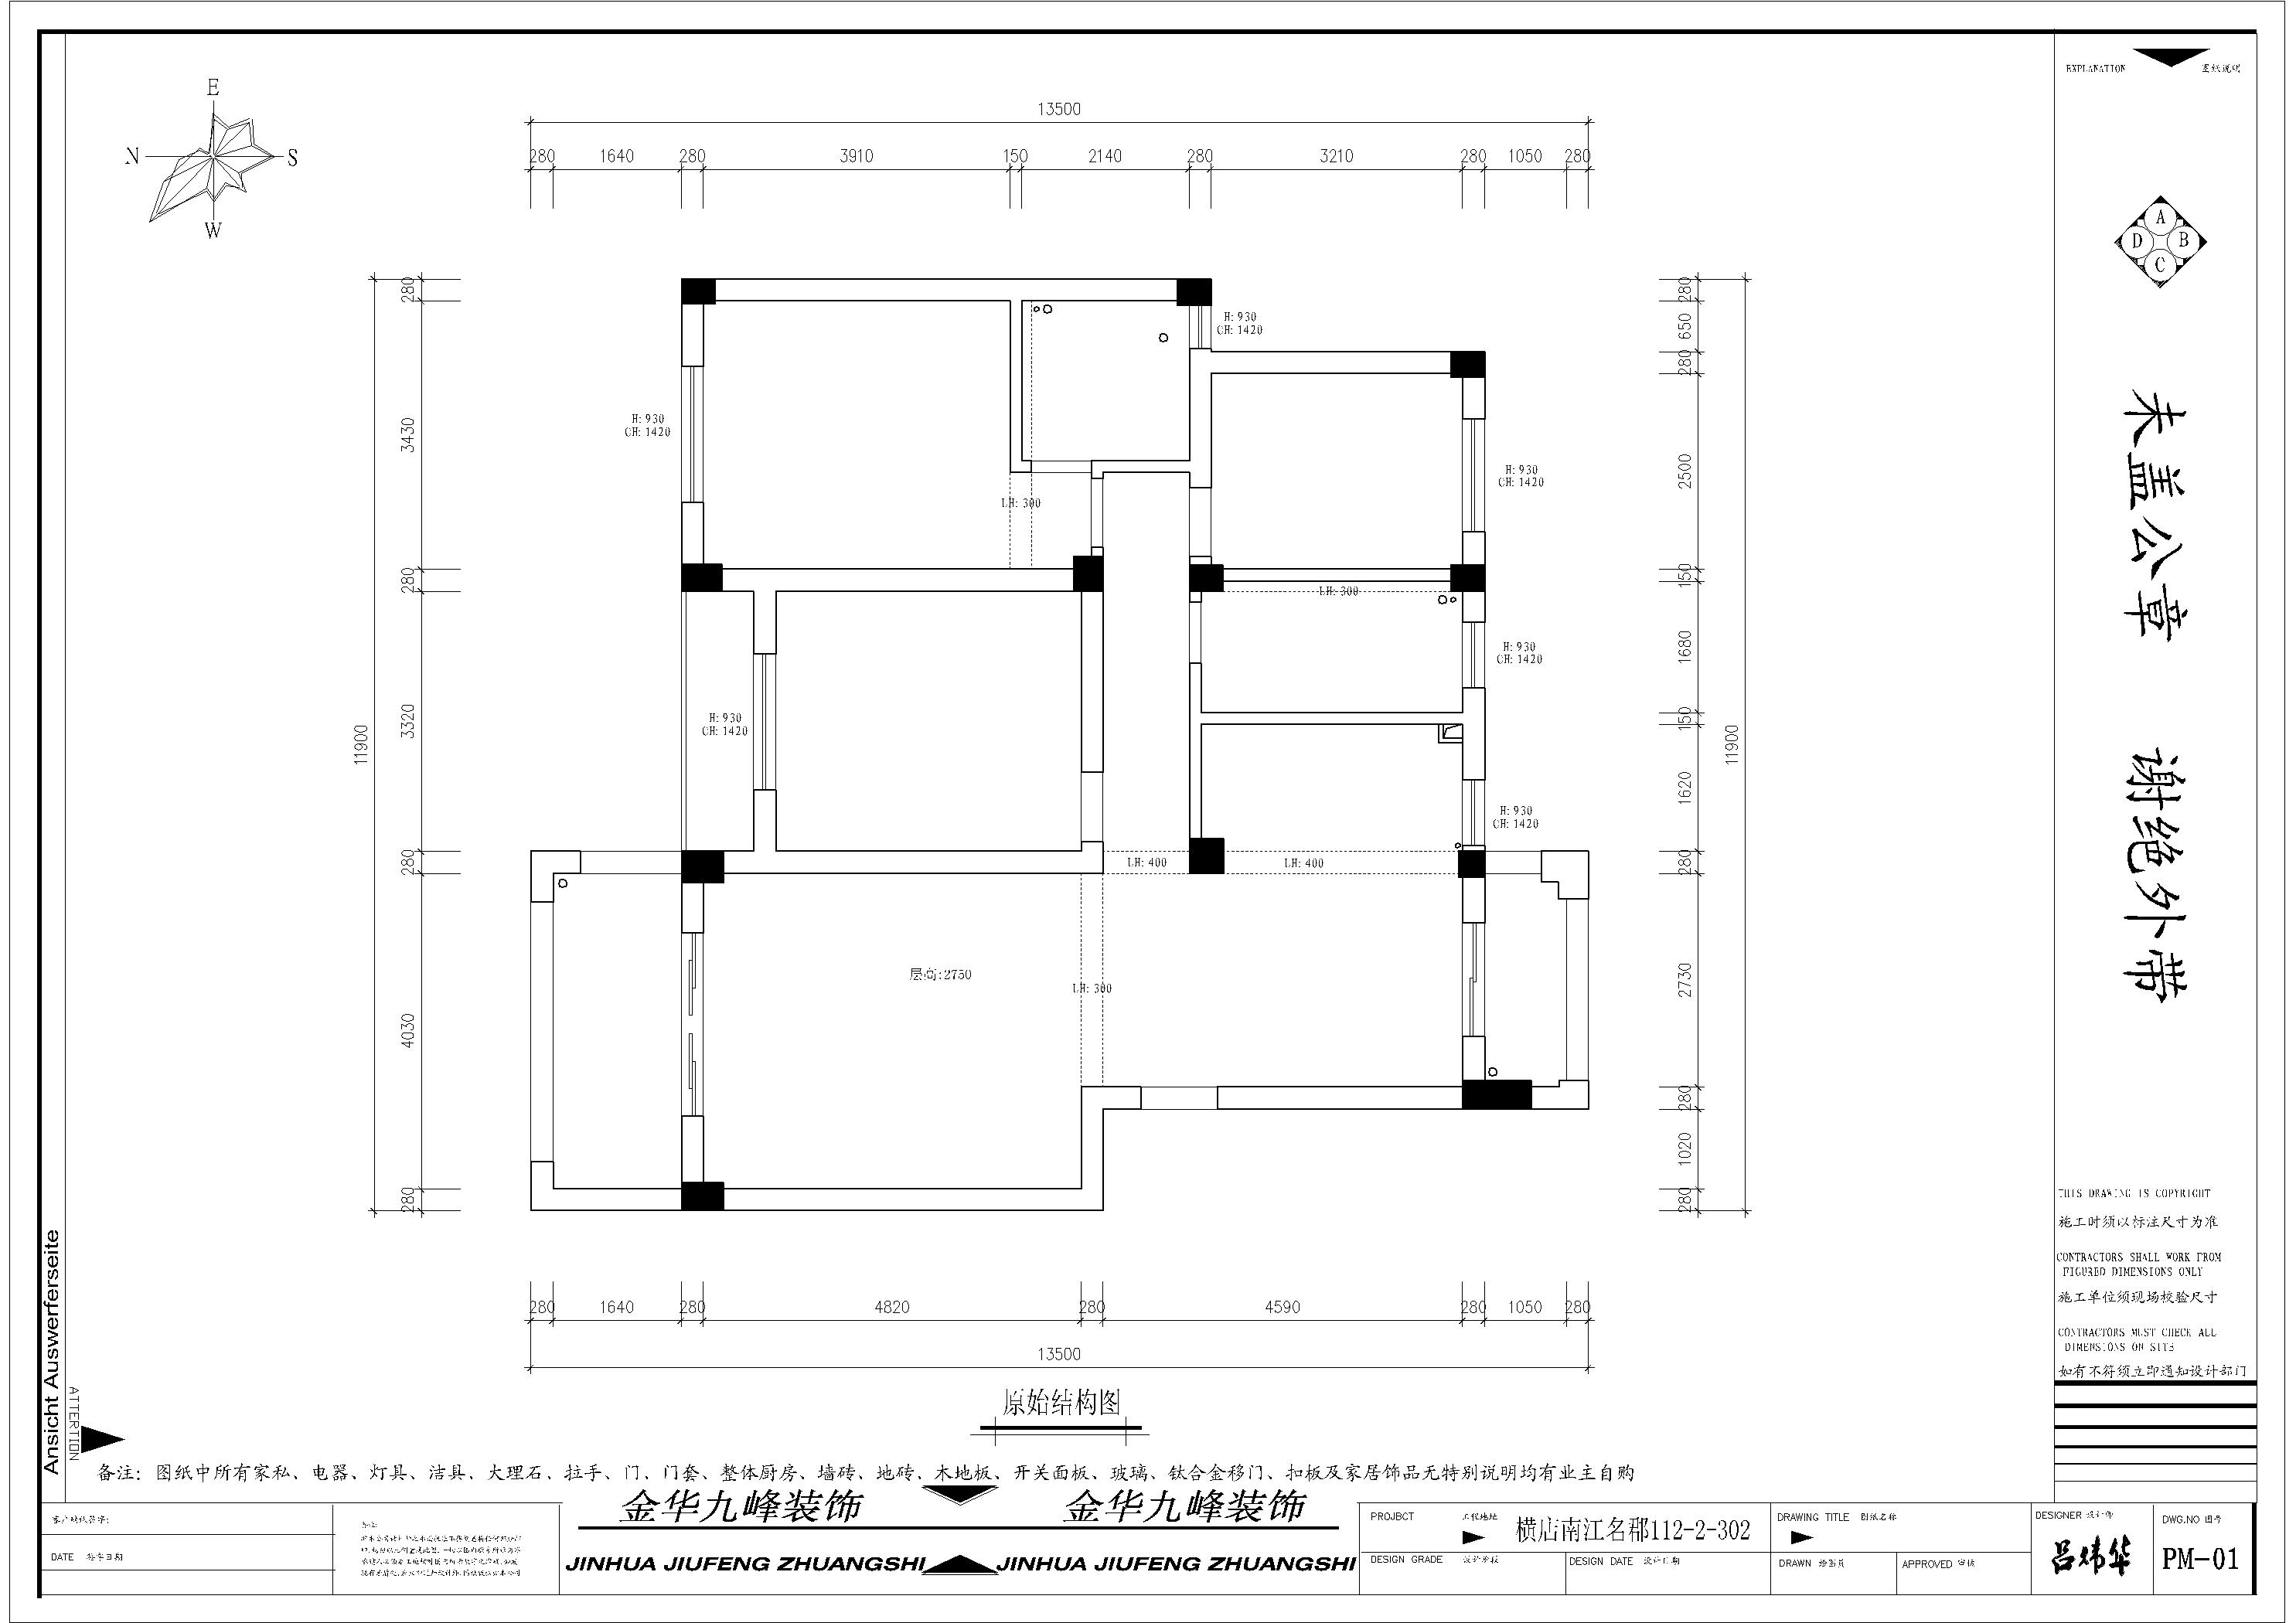 EXPLANATION 图纸说明
E
N
S
W
13500
280 1640 280 3910 150 2140 280 3210 280 1050 280
A
D B
C
未盖公章 谢绝外带
280
3430
280
3320
280
4030
280
11900
H: 930
CH: 1420
H: 930
CH: 1420
H: 930
CH: 1420
LH: 300
LH: 300
H: 930
CH: 1420
H: 930
CH: 1420
H: 930
CH: 1420
LH: 400
LH: 400
层高:2750
LH: 300
280
650
280
2500
150
1680
150
1620
280
2730
280
1020
280
11900
280 1640 280 4820 280 4590 280 1050 280
13500
原始结构图
THIS DRAWING IS COPYRIGHT
施工时须以标注尺寸为准
CONTRACTORS SHALL WORK FROM
FIGURED DIMENSIONS ONLY
施工单位须现场校验尺寸
CONTRACTORS MUST CHECK ALL
DIMENSIONS ON SITE
如有不符须立即通知设计部门
Ansicht Auswerferseite
ATTERTION
备注: 图纸中所有家私、电器、灯具、洁具、大理石、拉手、门、门套、整体厨房、墙砖、地砖、木地板、开关面板、玻璃、钛合金移门、扣板及家居饰品无特别说明均有业主自购
DATE 签字日期
金华九峰装饰 金华九峰装饰
JINHUA JIUFENG ZHUANGSHI JINHUA JIUFENG ZHUANGSHI
PROJBCT 工程地址
横店南江名郡112-2-302
DESIGN GRADE 设计阶段
DESIGN DATE 设计日期
DRAWING TITLE 图纸名称
DRAWN 绘图员
APPROVED 审核
DESIGNER 设计师
吕炜华
DWG.NO 图号
PM-01